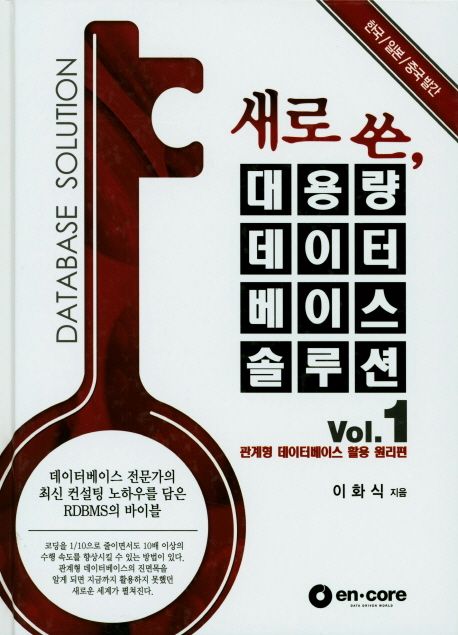 한국/일본/중국 발간
DATABASE SOLUTION
새로 쓴,
대용량
데이터
베이스
솔루션
Vol.1
관계형 데이터베이스 활용 원리편
이화식 지음
데이터베이스 전문가의
최신 컨설팅 노하우를 담은
RDBMS의 바이블
코딩을 1/10으로 줄이면서도 10배 이상의
수행 속도를 향상시킬 수 있는 방법이 있다.
관계형 데이터베이스의 진면목을
알게 되면 지금까지 활용하지 못했던
새로운 세계가 펼쳐진다.
en·core
DATA DRIVEN WORLD